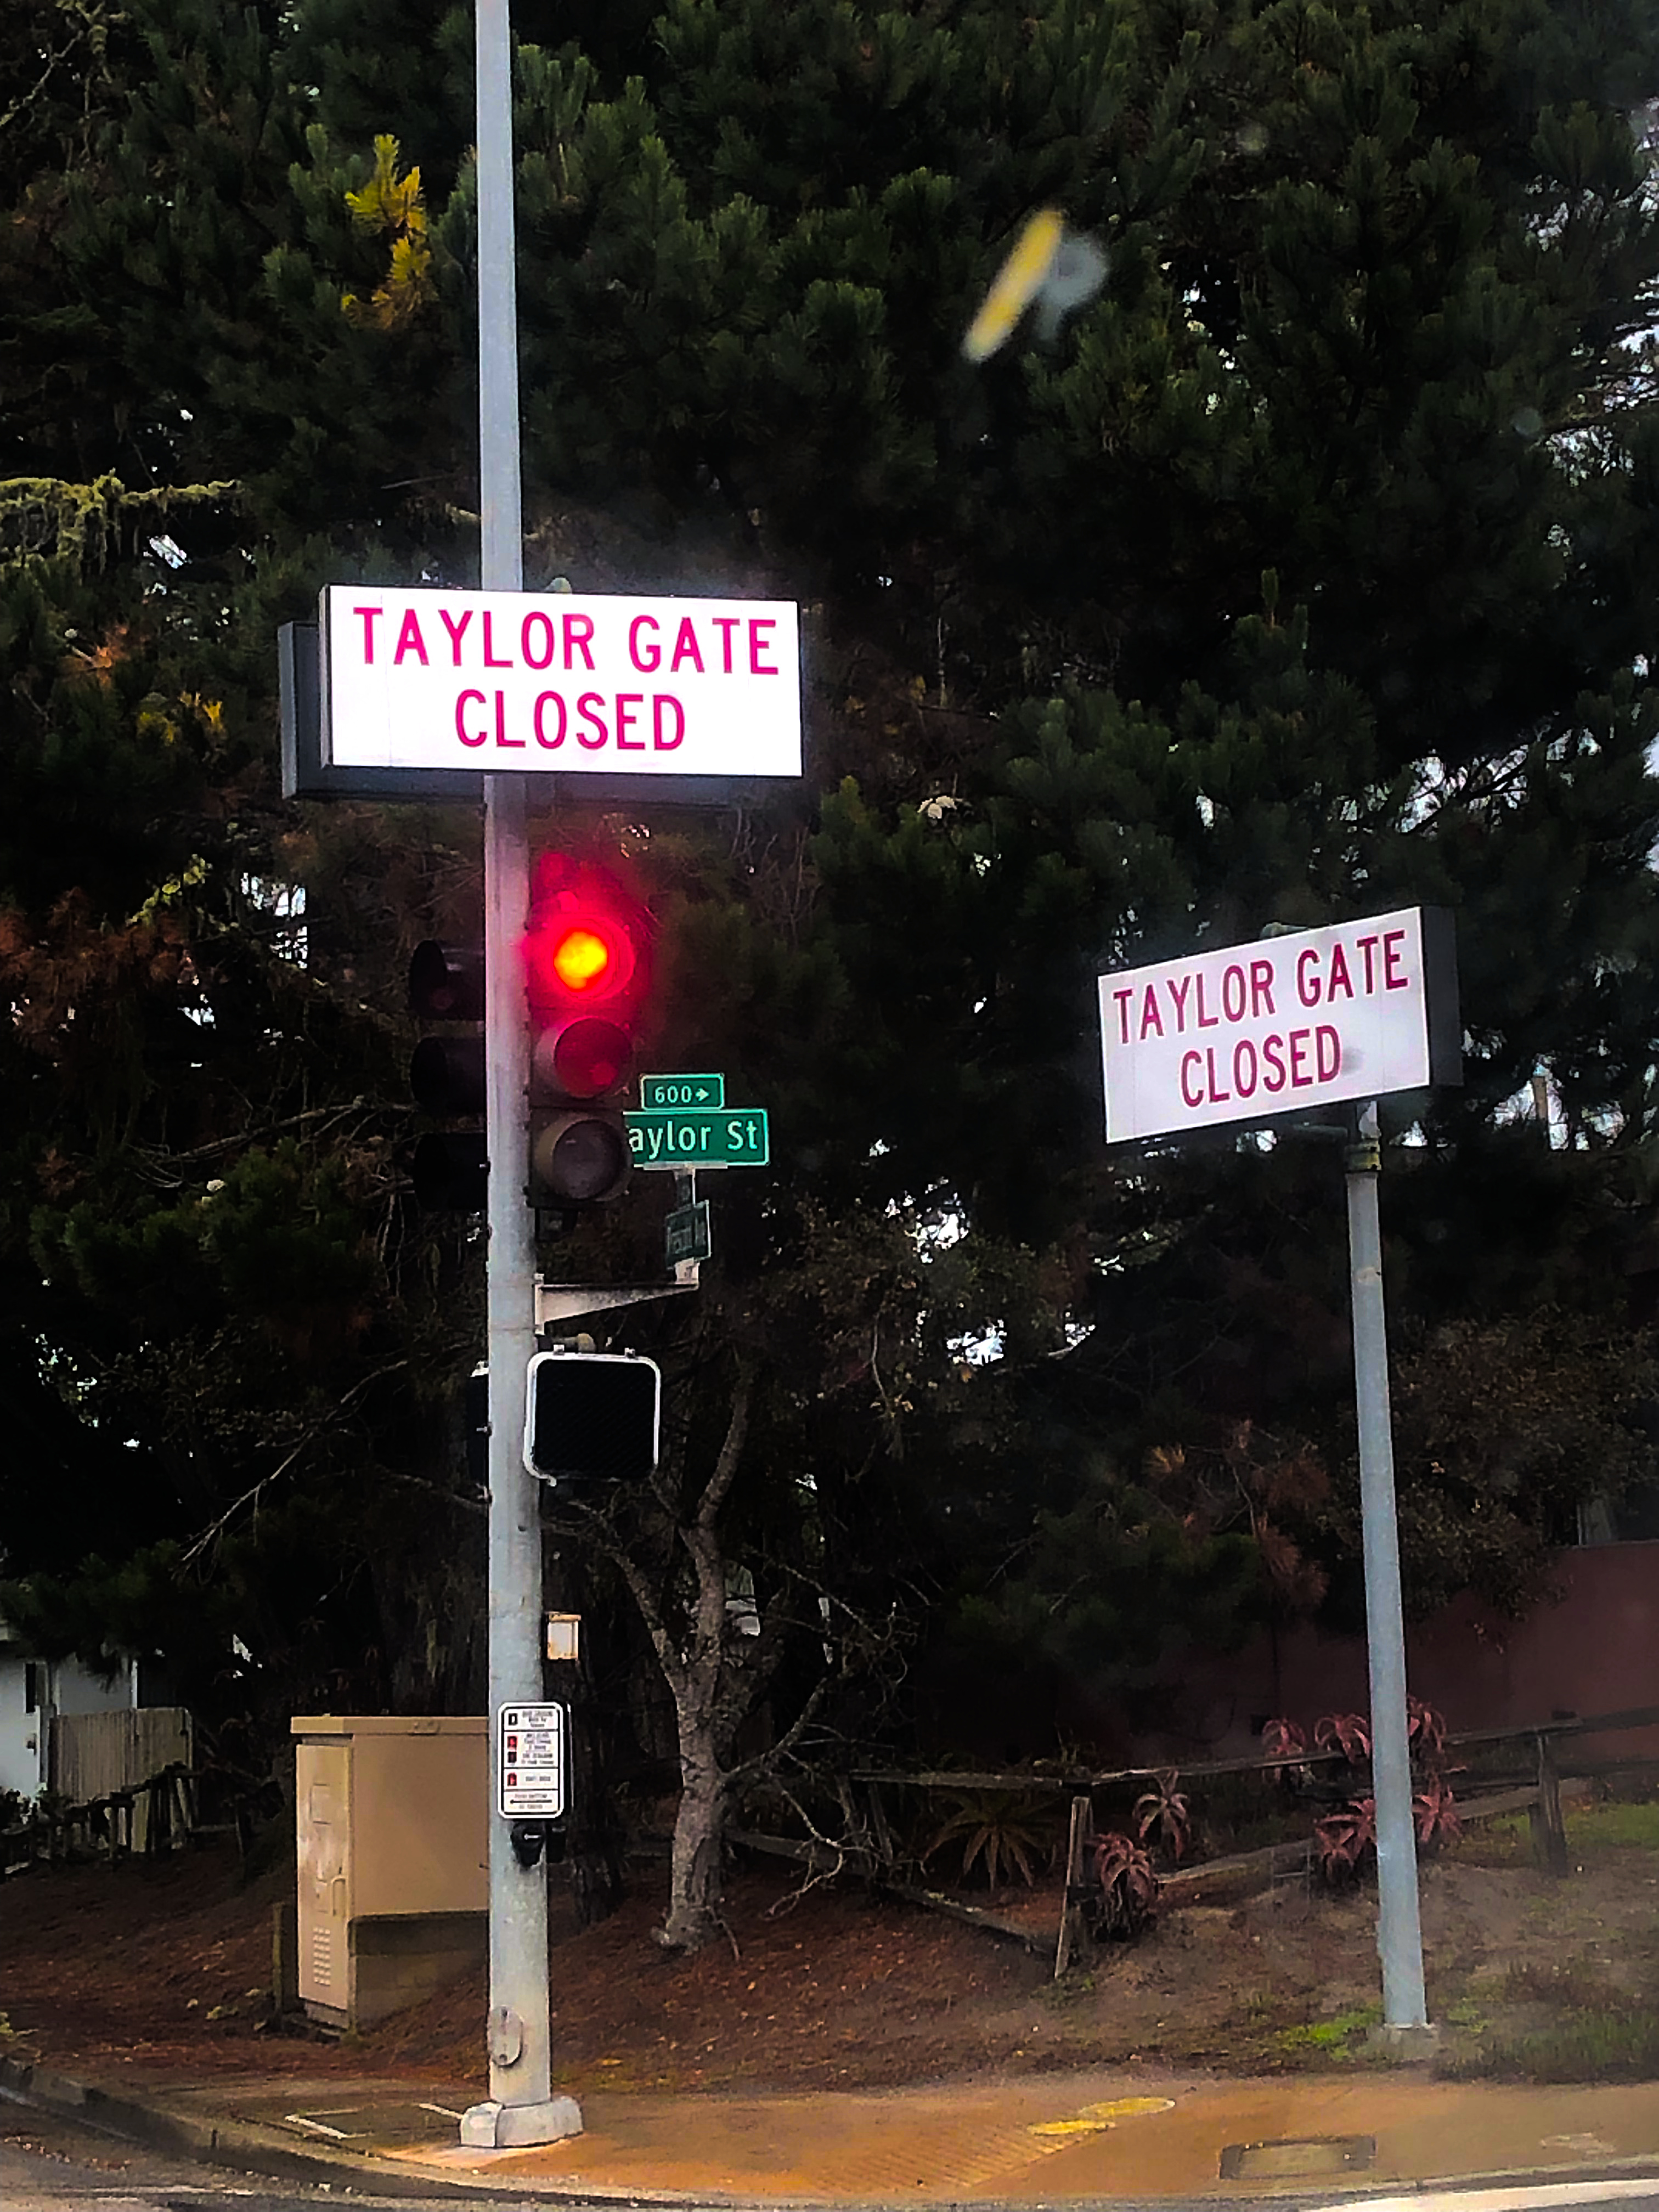 TAYLOR GATE
CLOSED
TAYLOR GATE
CLOSED
600→
aylor St